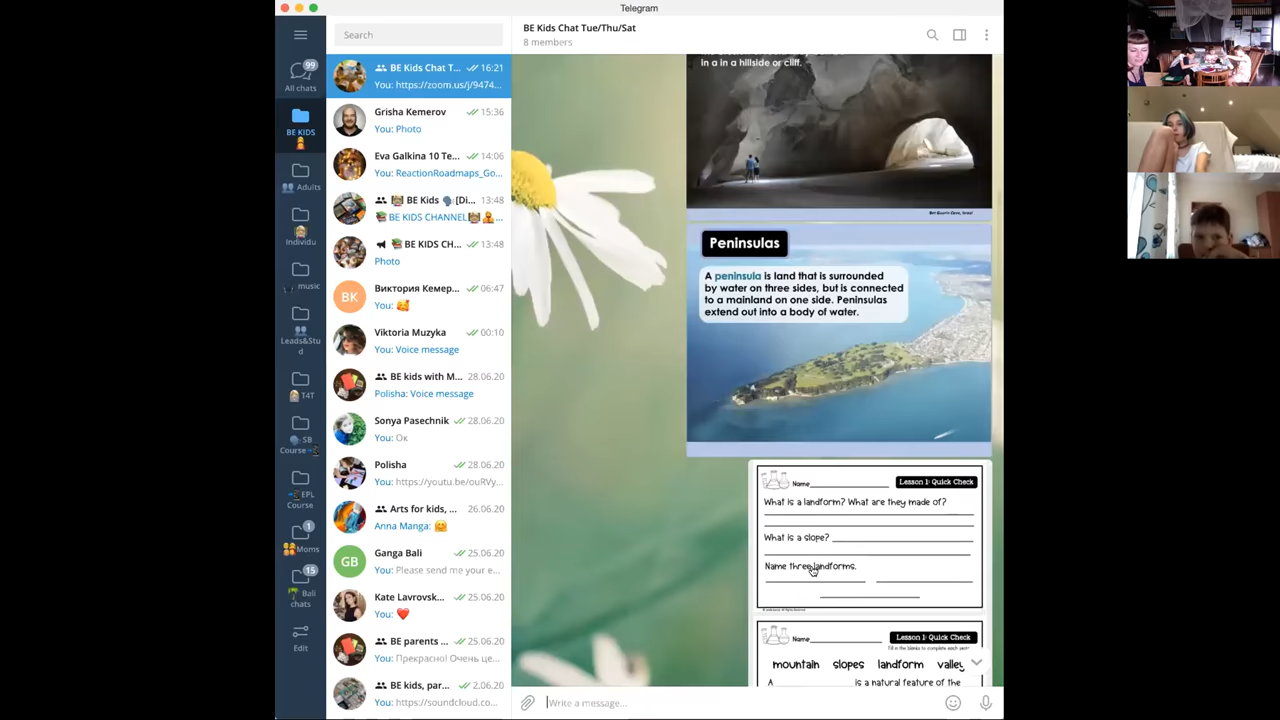 Telegram
Search
BE Kids Chat Tue/Thu/Sat
8 members
99
All chats
BE KIDS
Adults
Individu
music
Leads&Stu
d
T4T
SB
Course
EPL
Course
1
Moms
15
Bali
chats
Edit
BE Kids Chat T... 16:21
You: https://zoom.us/j/9474...
Grisha Kemerov 15:36
You: Photo
Eva Galkina 10 Te... 14:06
You: ReactionRoadmaps_Go...
BE Kids [Di... 13:48
BE KIDS CHANNEL ...
BE KIDS CH... 13:48
Photo
ВК
Виктория Кемер... 06:47
You:
Viktoria Muzyka 00:10
You: Voice message
BE kids with M... 28.06.20
Polisha: Voice message
Sonya Pasechnik 28.06.20
You: Ок
Polisha 28.06.20
You: https://youtu.be/ouRVy...
Arts for kids, ... 26.06.20
Anna Manga:
GB
Ganga Bali 25.06.20
You: Please send me your e...
Kate Lavrovsk... 25.06.20
You:
BE parents ... 25.06.20
You: Прекрасно! Очень це...
BE kids, par... 2.06.20
You: https://soundcloud.co...
in a in a hillside or cliff.
Peninsulas
A peninsula is land that is surrounded
by water on three sides, but is connected
to a mainland on one side. Peninsulas
extend out into a body of water.
Name
Lesson 1: Quick Check
What is a landform? What are they made of?
What is a slope?
Name three landforms.
Name
Lesson 1: Quick Check
Fill in the blanks to complete each
mountain slopes landform valley
A is a natural feature of the
Write a message...